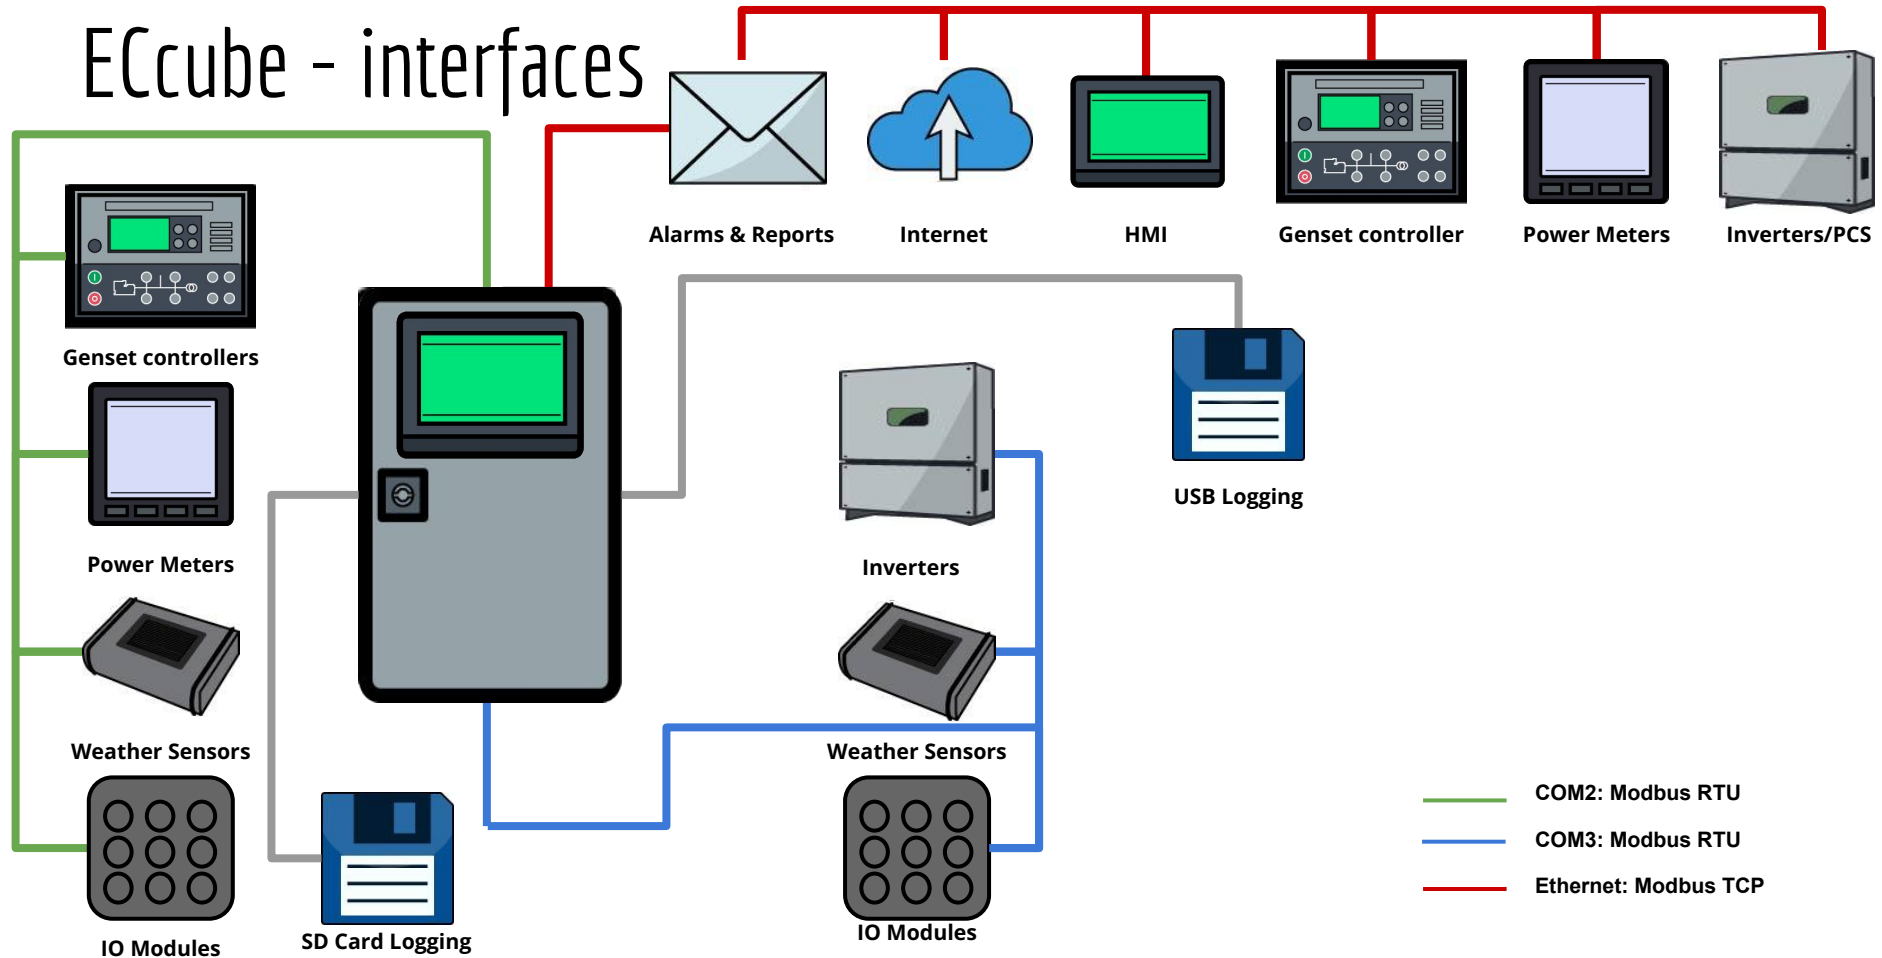 ECcube - interfaces
Alarms & Reports
Internet
HMI
Genset controller
Power Meters
Inverters/PCS
Genset controllers
Power Meters
Weather Sensors
IO Modules
SD Card Logging
Inverters
Weather Sensors
IO Modules
USB Logging
COM2: Modbus RTU
COM3: Modbus RTU
Ethernet: Modbus TCP